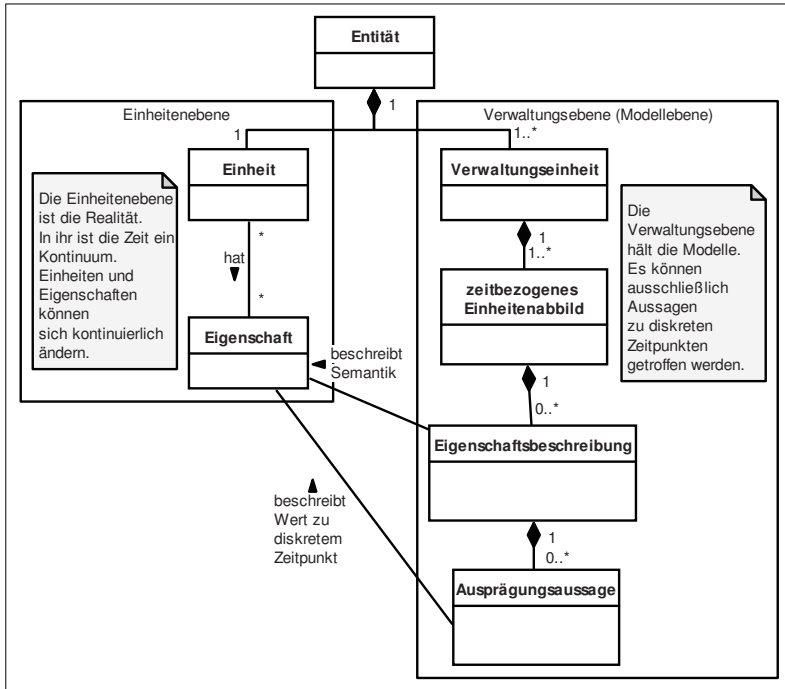 Entität
1
Einheitenebene
Verwaltungsebene (Modellebene)
1
1..*
Einheit
Verwaltungseinheit
Die Einheitenebene
ist die Realität.
In ihr ist die Zeit ein
Kontinuum.
Einheiten und
Eigenschaften
können
sich kontinuierlich
ändern.
*
hat
*
1
1..*
Die
Verwaltungsebene
hält die Modelle.
Es können
ausschließlich
Aussagen
zu diskreten
Zeitpunkten
getroffen werden.
zeitbezogenes
Einheitenabbild
Eigenschaft
beschreibt
Semantik
1
0..*
Eigenschaftsbeschreibung
beschreibt
Wert zu
diskretem
Zeitpunkt
1
0..*
Ausprägungsaussage